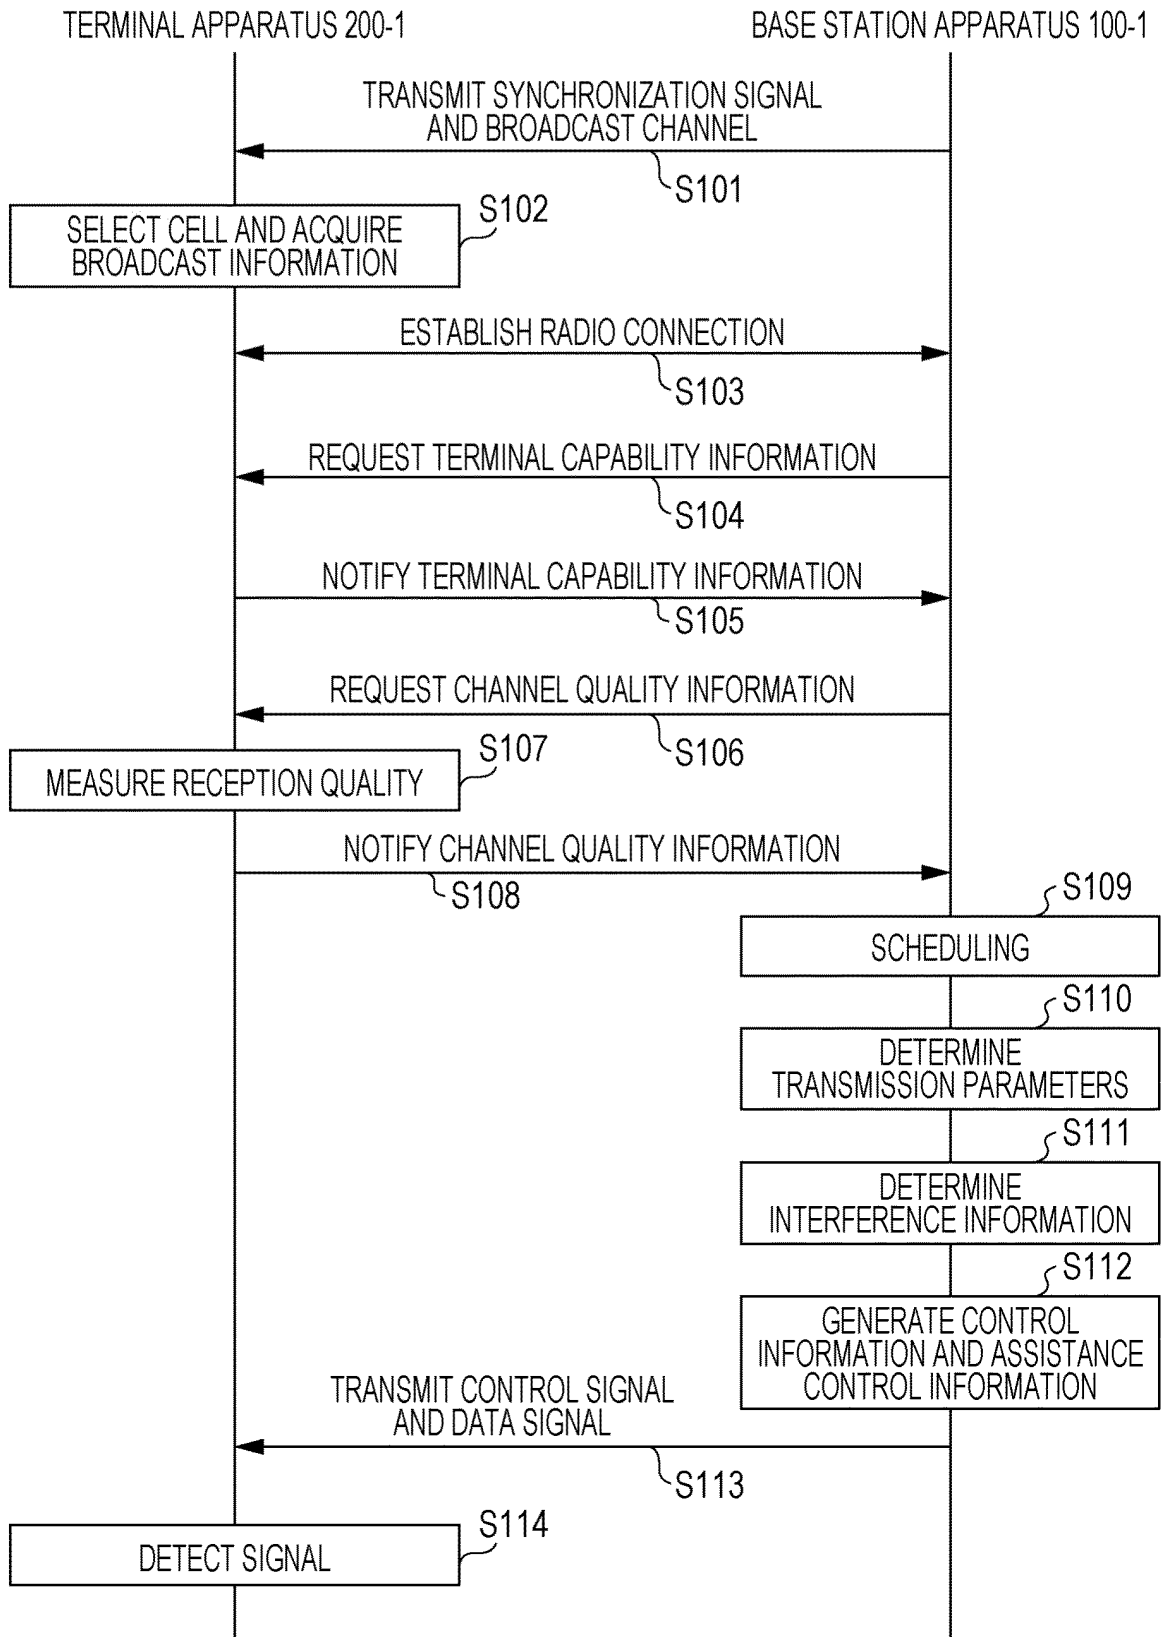 TERMINAL APPARATUS 200-1
BASE STATION APPARATUS 100-1
TRANSMIT SYNCHRONIZATION SIGNAL
AND BROADCAST CHANNEL
S101
S102
SELECT CELL AND ACQUIRE
BROADCAST INFORMATION
ESTABLISH RADIO CONNECTION
S103
REQUEST TERMINAL CAPABILITY INFORMATION
S104
NOTIFY TERMINAL CAPABILITY INFORMATION
S105
REQUEST CHANNEL QUALITY INFORMATION
S106
S107
MEASURE RECEPTION QUALITY
NOTIFY CHANNEL QUALITY INFORMATION
S108
S109
SCHEDULING
S110
DETERMINE
TRANSMISSION PARAMETERS
S111
DETERMINE
INTERFERENCE INFORMATION
S112
GENERATE CONTROL
INFORMATION AND ASSISTANCE
CONTROL INFORMATION
TRANSMIT CONTROL SIGNAL
AND DATA SIGNAL
S113
S114
DETECT SIGNAL